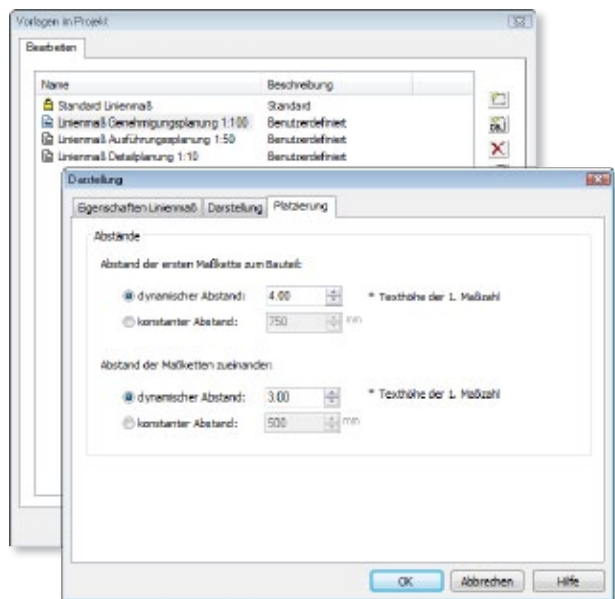 Vorlagen in Projekt
Bearbeiten
Name Beschreibung
Standard Linienmaß Standard
Linienmaß Genehmigungsplanung 1:100 Benutzerdefiniert
Linienmaß Ausführungsplanung 1:50 Benutzerdefiniert
Linienmaß Detailplanung 1:10 Benutzerdefiniert
Darstellung
Eigenschaften Linienmaß Darstellung Platzierung
Abstände
Abstand der ersten Maßkette zum Bauteil:
dynamischer Abstand: 4.00 * Texthöhe der 1. Maßzahl
konstanter Abstand: 750 mm
Abstand der Maßketten zueinander:
dynamischer Abstand: 3.00 * Texthöhe der 1. Maßzahl
konstanter Abstand: 500 mm
OK Abbrechen Hilfe